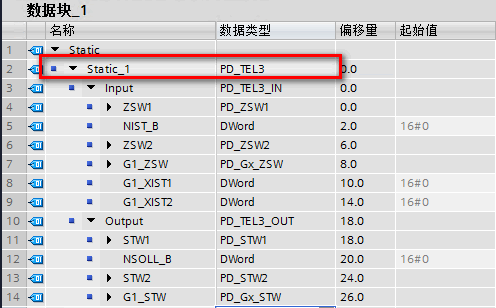 数据块_1
名称 数据类型 偏移量 起始值
1 Static
2 Static_1 PD_TEL3 0.0
3 Input PD_TEL3_IN 0.0
4 ZSW1 PD_ZSW1 0.0
5 NIST_B DWord 2.0 16#0
6 ZSW2 PD_ZSW2 6.0
7 G1_ZSW PD_Gx_ZSW 8.0
8 G1_XIST1 DWord 10.0 16#0
9 G1_XIST2 DWord 14.0 16#0
10 Output PD_TEL3_OUT 18.0
11 STW1 PD_STW1 18.0
12 NSOLL_B DWord 20.0 16#0
13 STW2 PD_STW2 24.0
14 G1_STW PD_Gx_STW 26.0